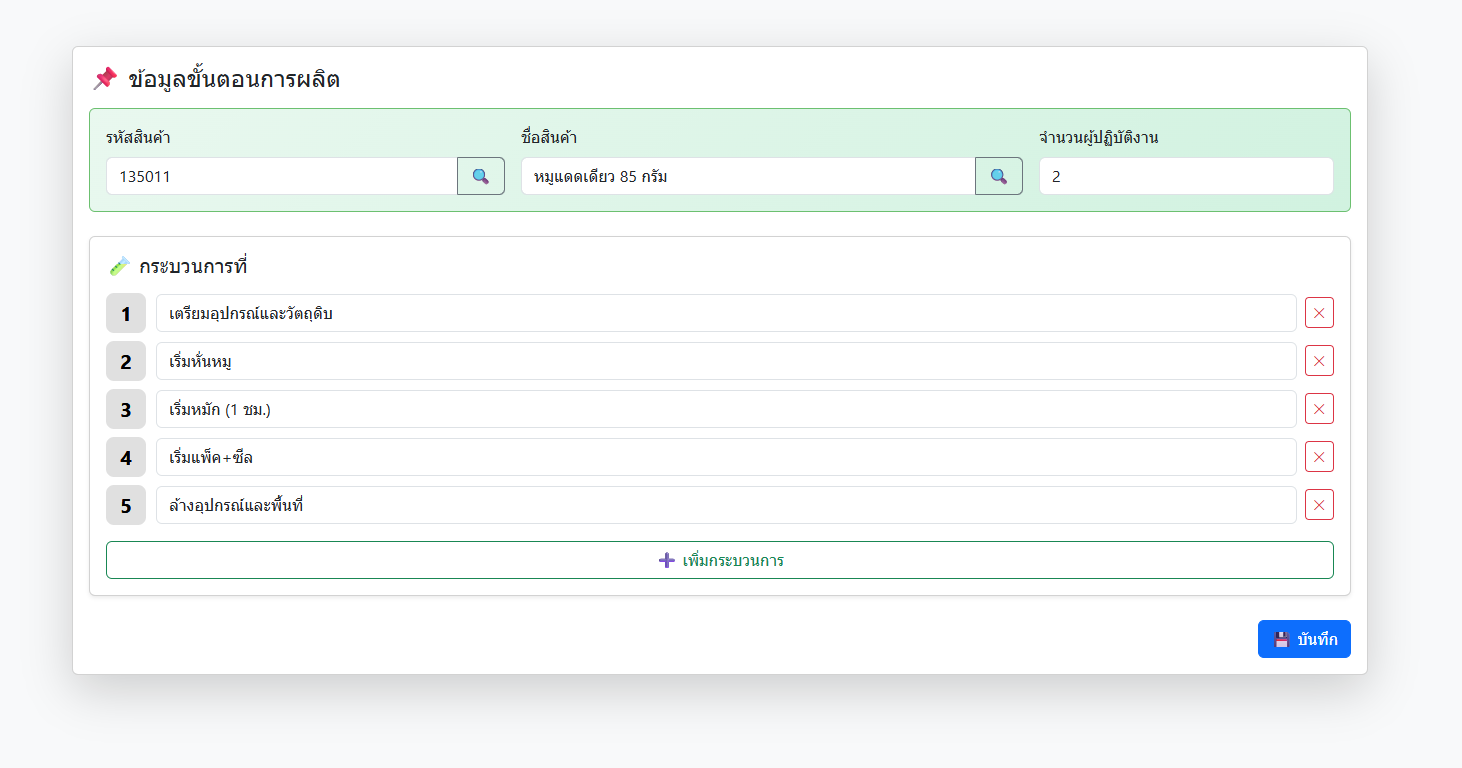 ข้อมูลขั้นตอนการผลิต
รหัสสินค้า ชื่อสินค้า จำนวนผู้ปฏิบัติงาน
135011 หมูแดดเดียว 85 กรัม 2
กระบวนการที่
1 เตรียมอุปกรณ์และวัตถุดิบ
2 เริ่มหั่นหมู
3 เริ่มหมัก (1 ชม.)
4 เริ่มแพ็ค+ซีล
5 ล้างอุปกรณ์และพื้นที่
เพิ่มกระบวนการ
บันทึก